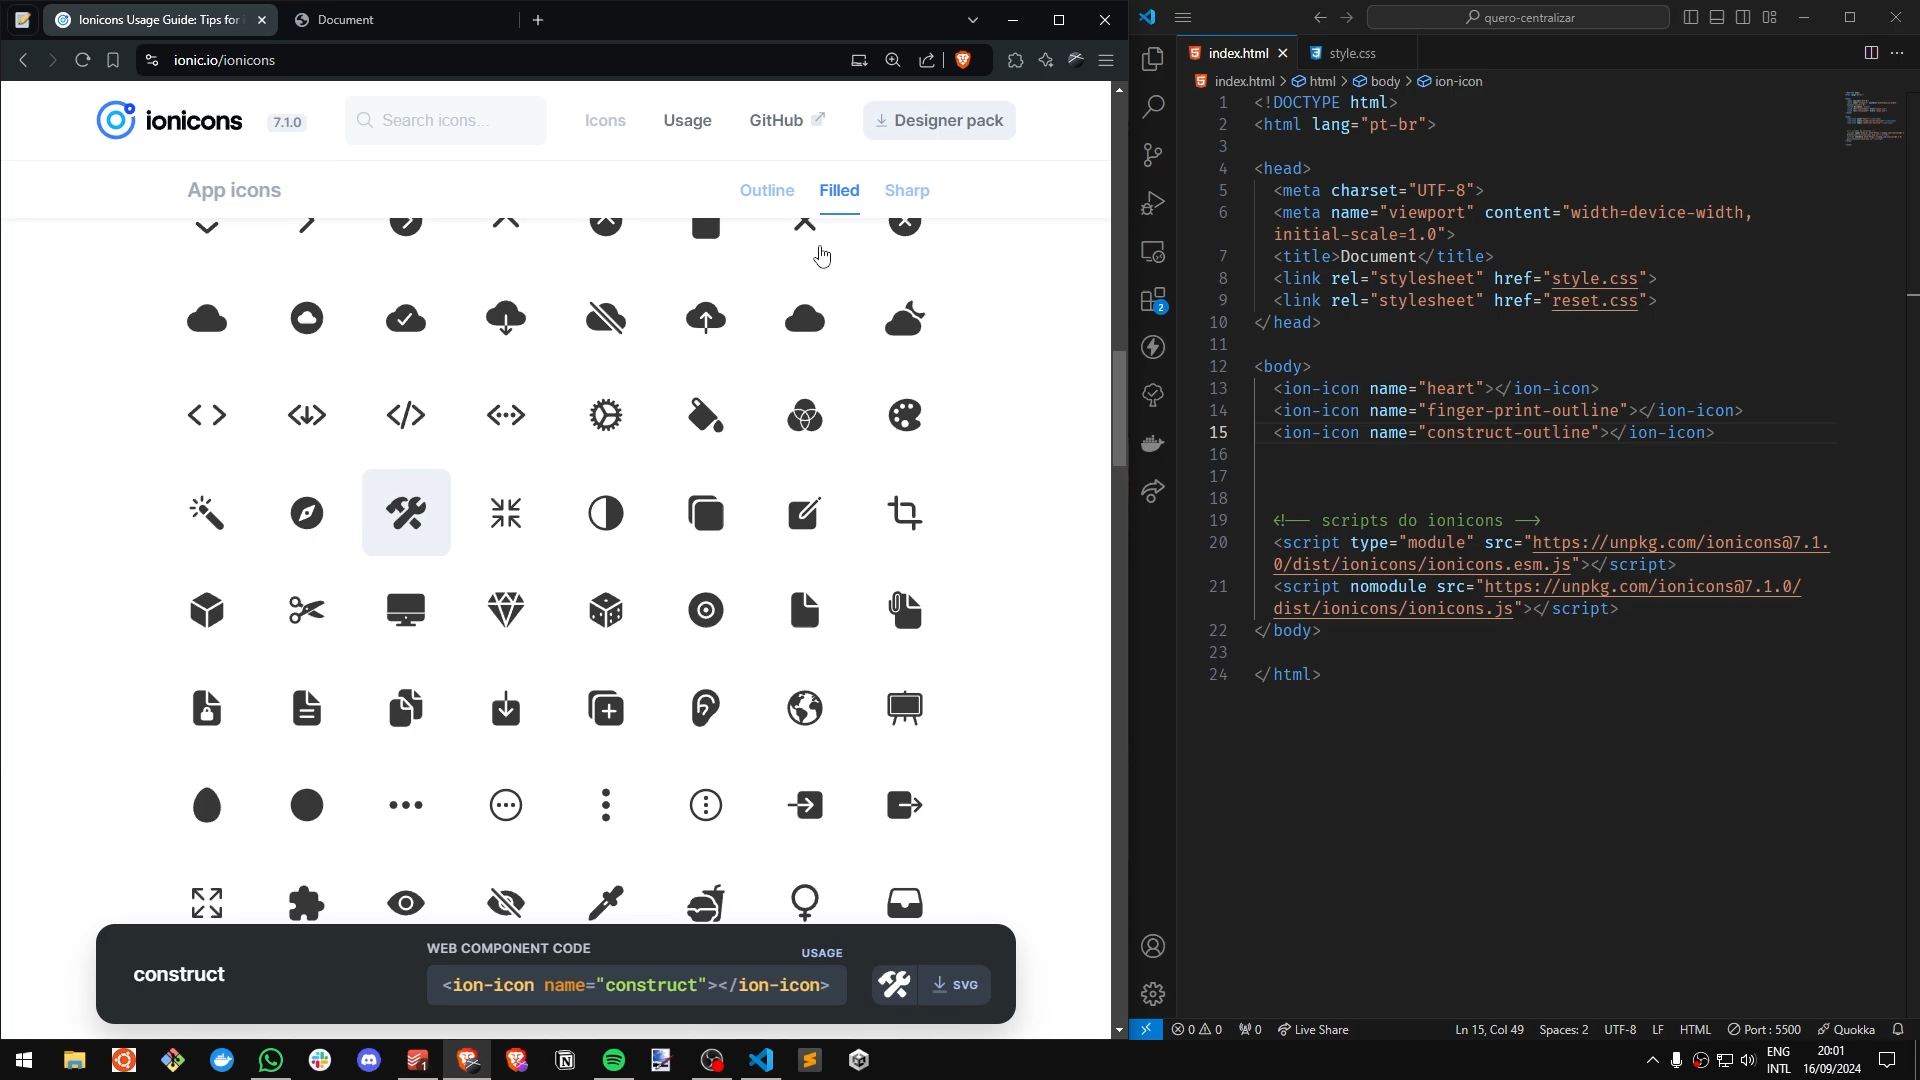 Ionicons Usage Guide: Tips for
Document
ionic.io/ionicons
ionicons
7.1.0
Search icons...
Icons
Usage
GitHub
Designer pack
App icons
Outline
Filled
Sharp
construct
WEB COMPONENT CODE
USAGE
<ion-icon name="construct"></ion-icon>
SVG
quero-centralizar
index.html
style.css
index.html > html > body > ion-icon
1 <!DOCTYPE html>
2 <html lang="pt-br">
3
4 <head>
5 <meta charset="UTF-8">
6 <meta name="viewport" content="width=device-width,
initial-scale=1.0">
7 <title>Document</title>
8 <link rel="stylesheet" href="style.css">
9 <link rel="stylesheet" href="reset.css">
10 </head>
11
12 <body>
13 <ion-icon name="heart"></ion-icon>
14 <ion-icon name="finger-print-outline"></ion-icon>
15 <ion-icon name="construct-outline"></ion-icon>
16
17
18
19 <!-- scripts do ionicons -->
20 <script type="module" src="https://unpkg.com/ionicons@7.1.
0/dist/ionicons/ionicons.esm.js"></script>
21 <script nomodule src="https://unpkg.com/ionicons@7.1.0/
dist/ionicons/ionicons.js"></script>
22 </body>
23
24 </html>
2
0 0
0
Live Share
Ln 15, Col 49
Spaces: 2
UTF-8
LF
HTML
Port : 5500
Quokka
1
ENG
INTL
20:01
16/09/2024